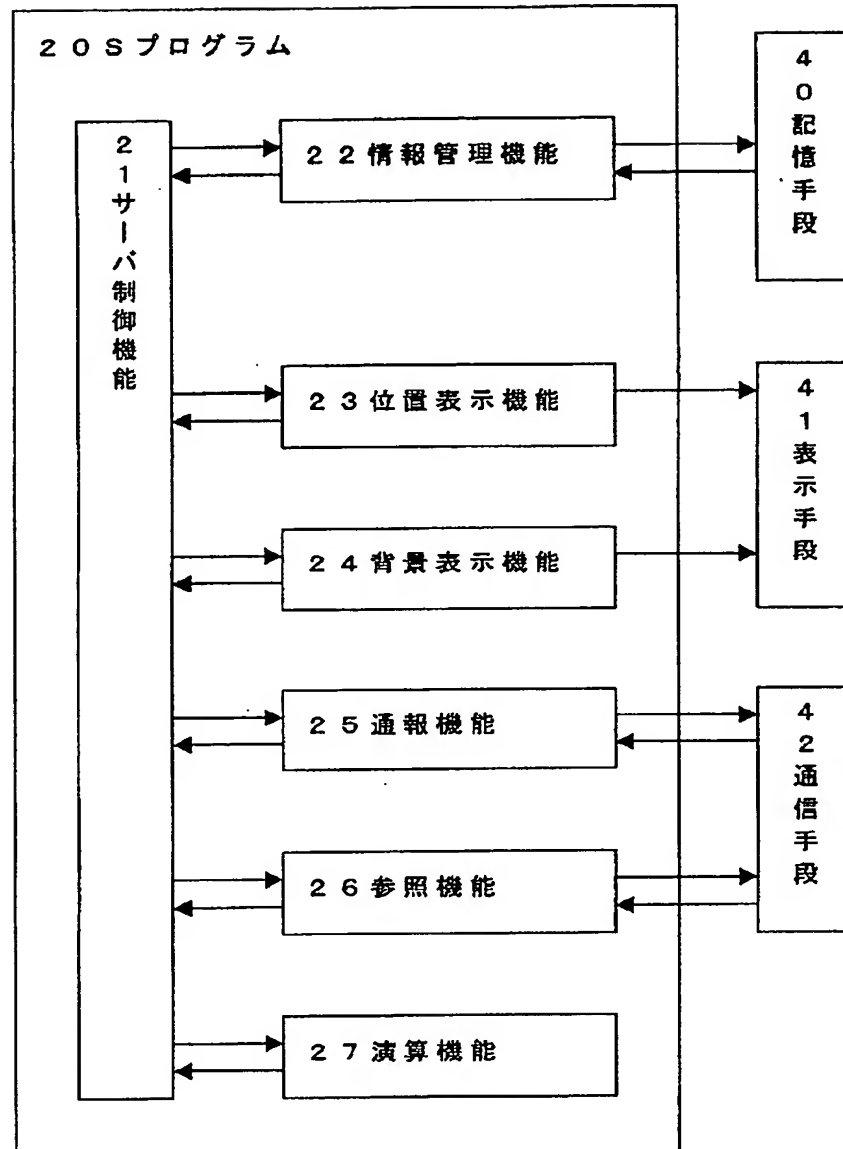 ２０Ｓプログラム
２１サーバ制御機能
２２情報管理機能
２３位置表示機能
２４背景表示機能
２５通報機能
２６参照機能
２７演算機能
４０記憶手段
４１表示手段
４２通信手段